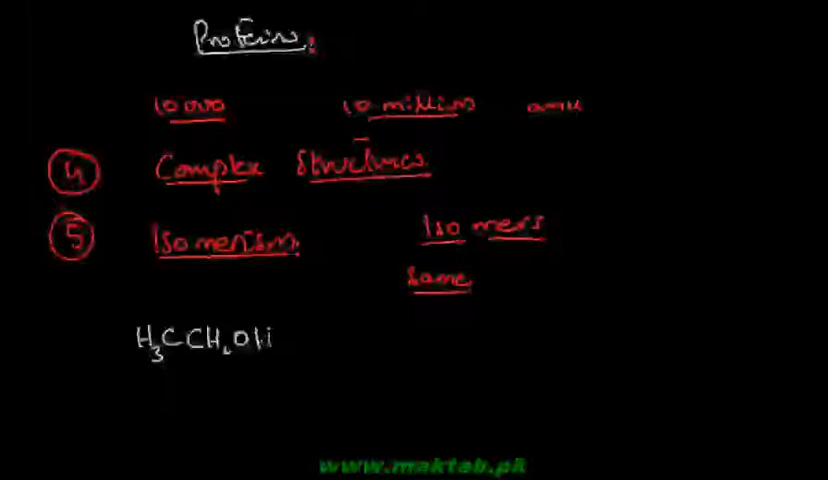 Proteins:
10000 10 million amu
4 Complex Structures
5 Isomerism. Isomers
Same
H3CCH2OH
www.maktab.pk